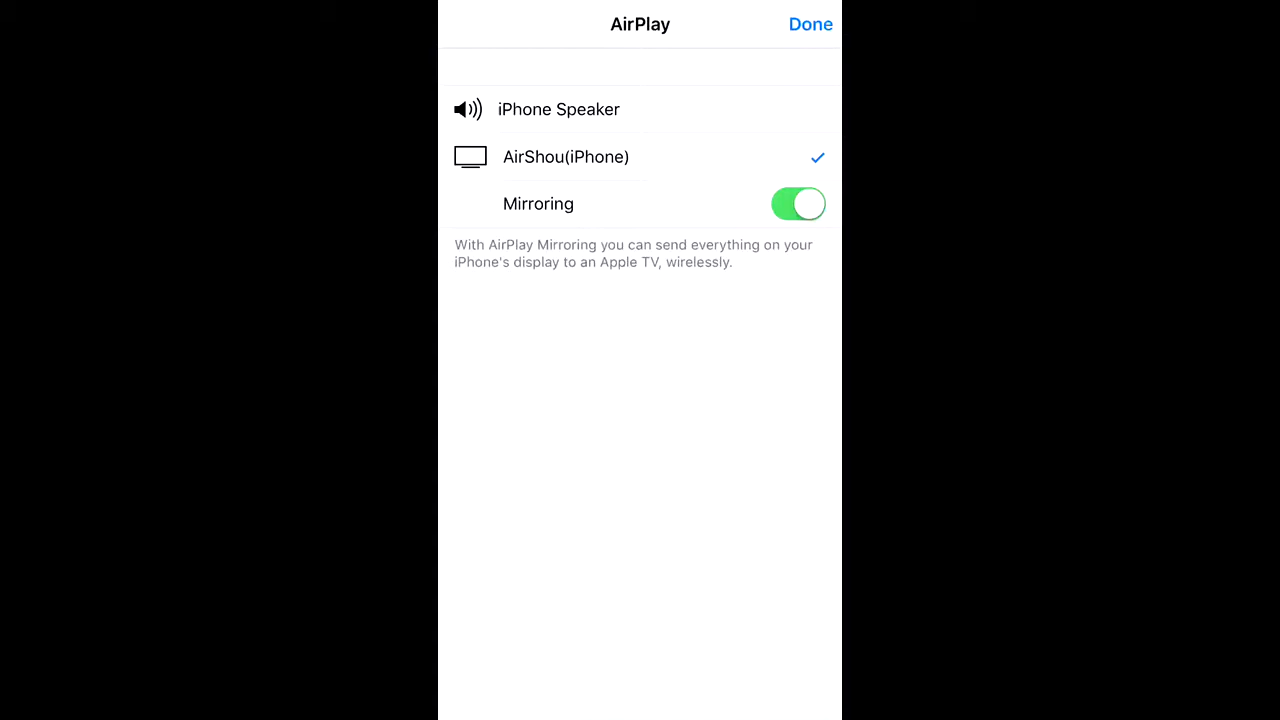 AirPlay
Done
iPhone Speaker
AirShou(iPhone)
Mirroring
With AirPlay Mirroring you can send everything on your
iPhone's display to an Apple TV, wirelessly.